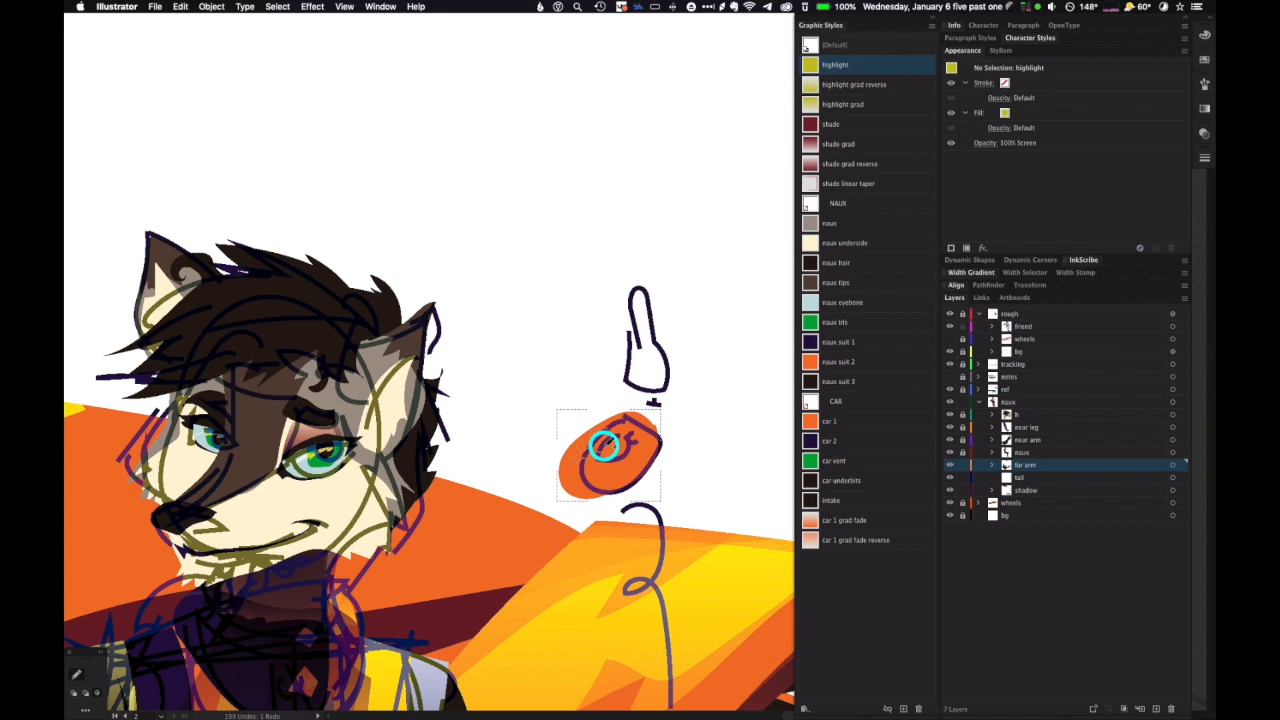 Illustrator File Edit Object Type Select Effect View Window Help 100% Wednesday, January 6 five past one 148° 60°
Graphic Styles
(Default)
highlight
highlight grad reverse
highlight grad
shade
shade grad
shade grad reverse
shade linear taper
NAUX
naux
naux underside
naux hair
naux tips
naux eyebone
naux iris
naux suit 1
naux suit 2
naux suit 3
CAR
car 1
car 2
car vent
car underbits
intake
car 1 grad fade
car 1 grad fade reverse
Info Character Paragraph OpenType
Paragraph Styles Character Styles
Appearance Stylism
No Selection: highlight
Stroke:
Opacity: Default
Fill:
Opacity: Default
Opacity: 100% Screen
fx.
Dynamic Shapes Dynamic Corners InkScribe
Width Gradient Width Selector Width Stamp
Align Pathfinder Transform
Layers Links Artboards
rough
friend
wheels
bg
tracking
notes
ref
naux
h
near leg
near arm
naux
far arm
tail
shadow
wheels
bg
7 Layers
2 199 Undos, 1 Redo